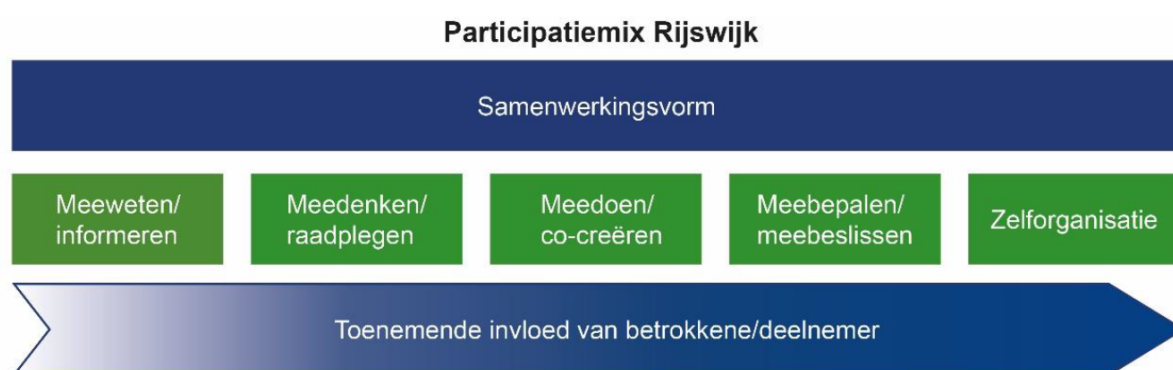 Participatiemix Rijswijk
Samenwerkingsvorm
Meeweten/
informeren
Meedenken/
raadplegen
Meedoen/
co-creëren
Meebepalen/
meebeslissen
Zelforganisatie
Toenemende invloed van betrokkene/deelnemer